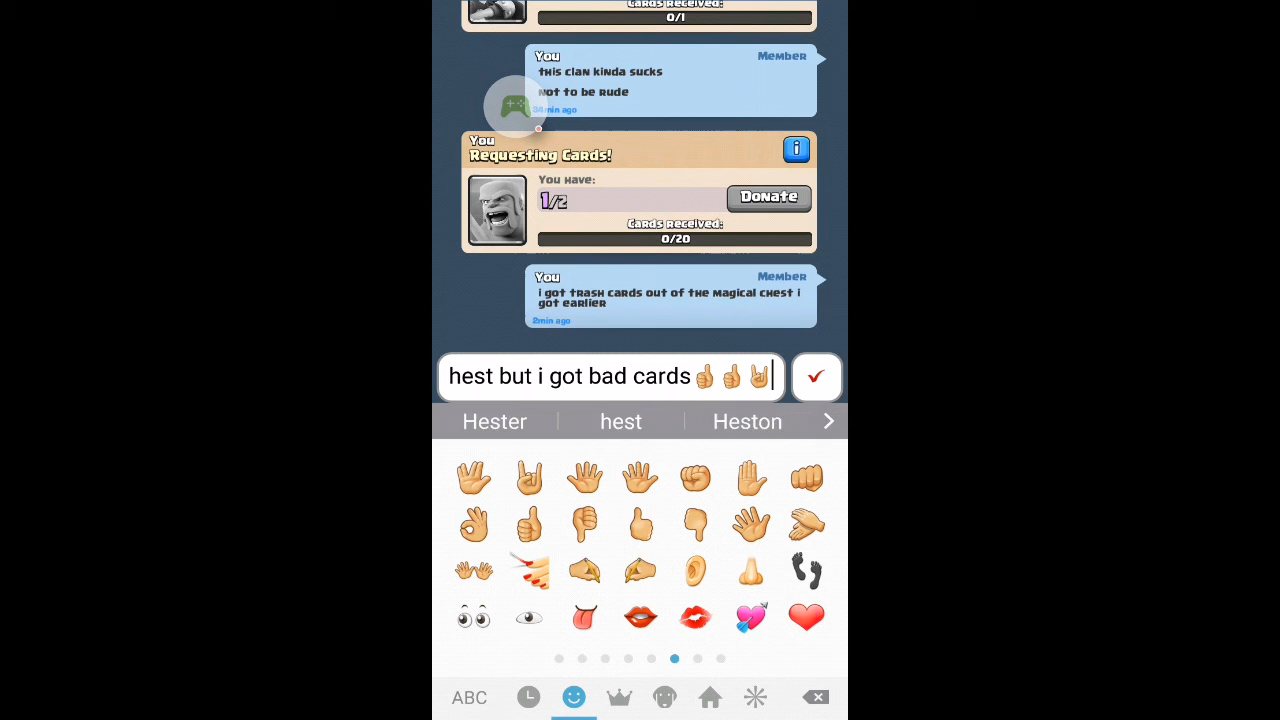 Cards Received:
0/1
You
Member
this clan kinda sucks
not to be rude
min ago
You
Requesting Cards!
i
You have:
1/2
Donate
Cards Received:
0/20
You
Member
i got trash cards out of the magical chest i
got earlier
2min ago
hest but i got bad cards👍👍🤘
Hester
hest
Heston
ABC